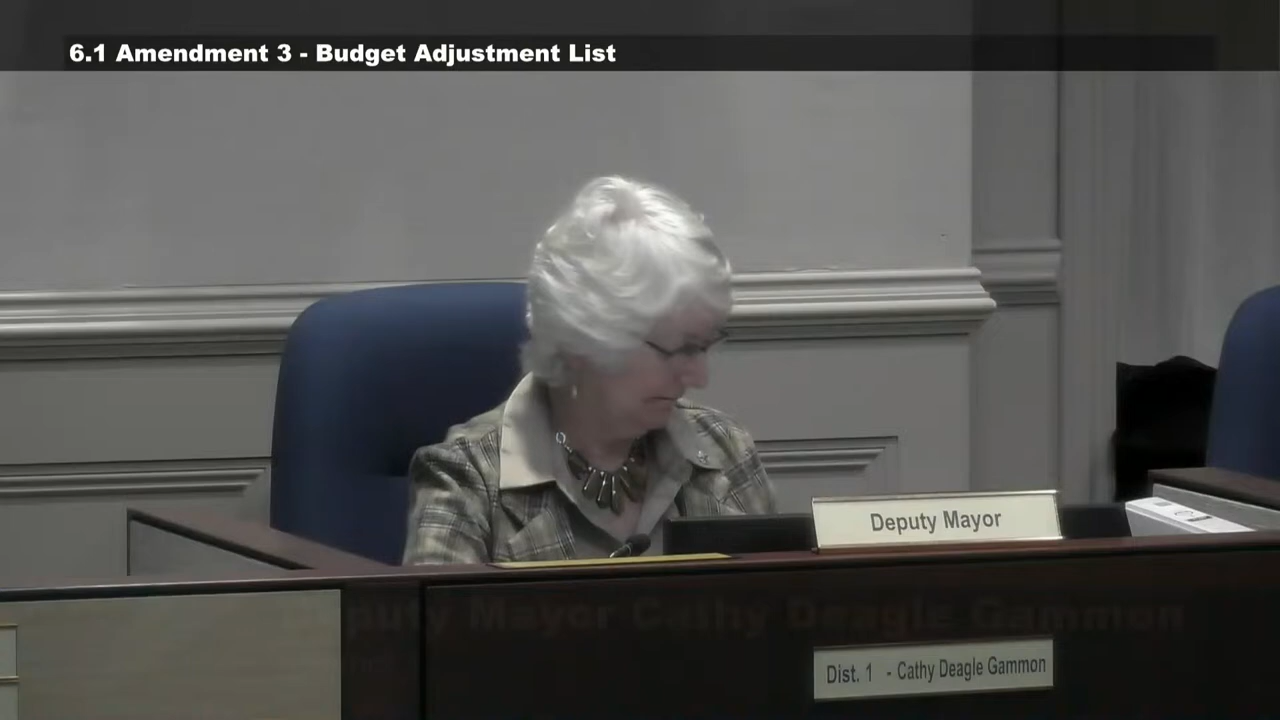 6.1 Amendment 3 - Budget Adjustment List
Deputy Mayor
Deputy Mayor Cathy Deagle Gammon
Dist. 1 - Cathy Deagle Gammon